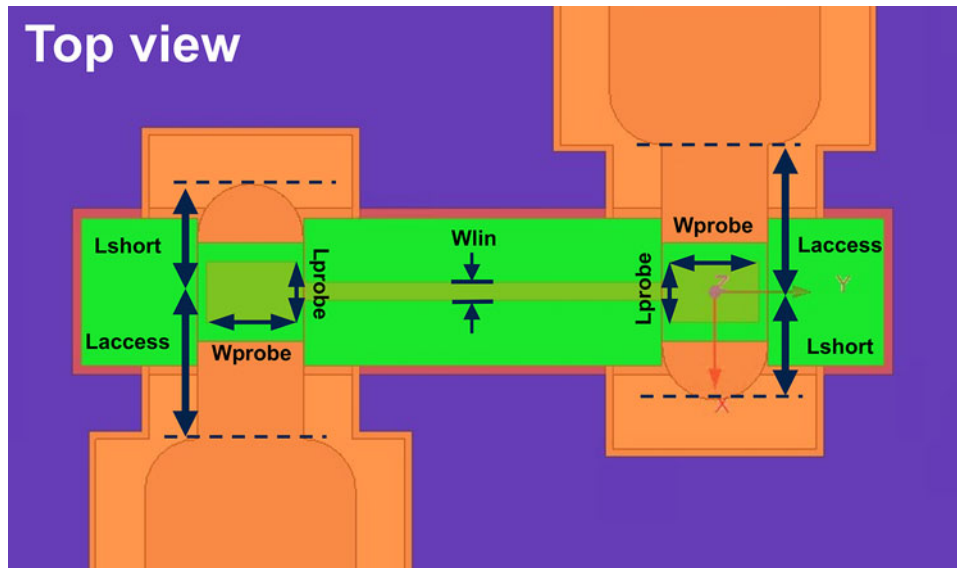 Top view
Wprobe
Wlin
Lshort
Laccess
Lprobe
Lprobe
Z
Y
Laccess
Wprobe
Lshort
X